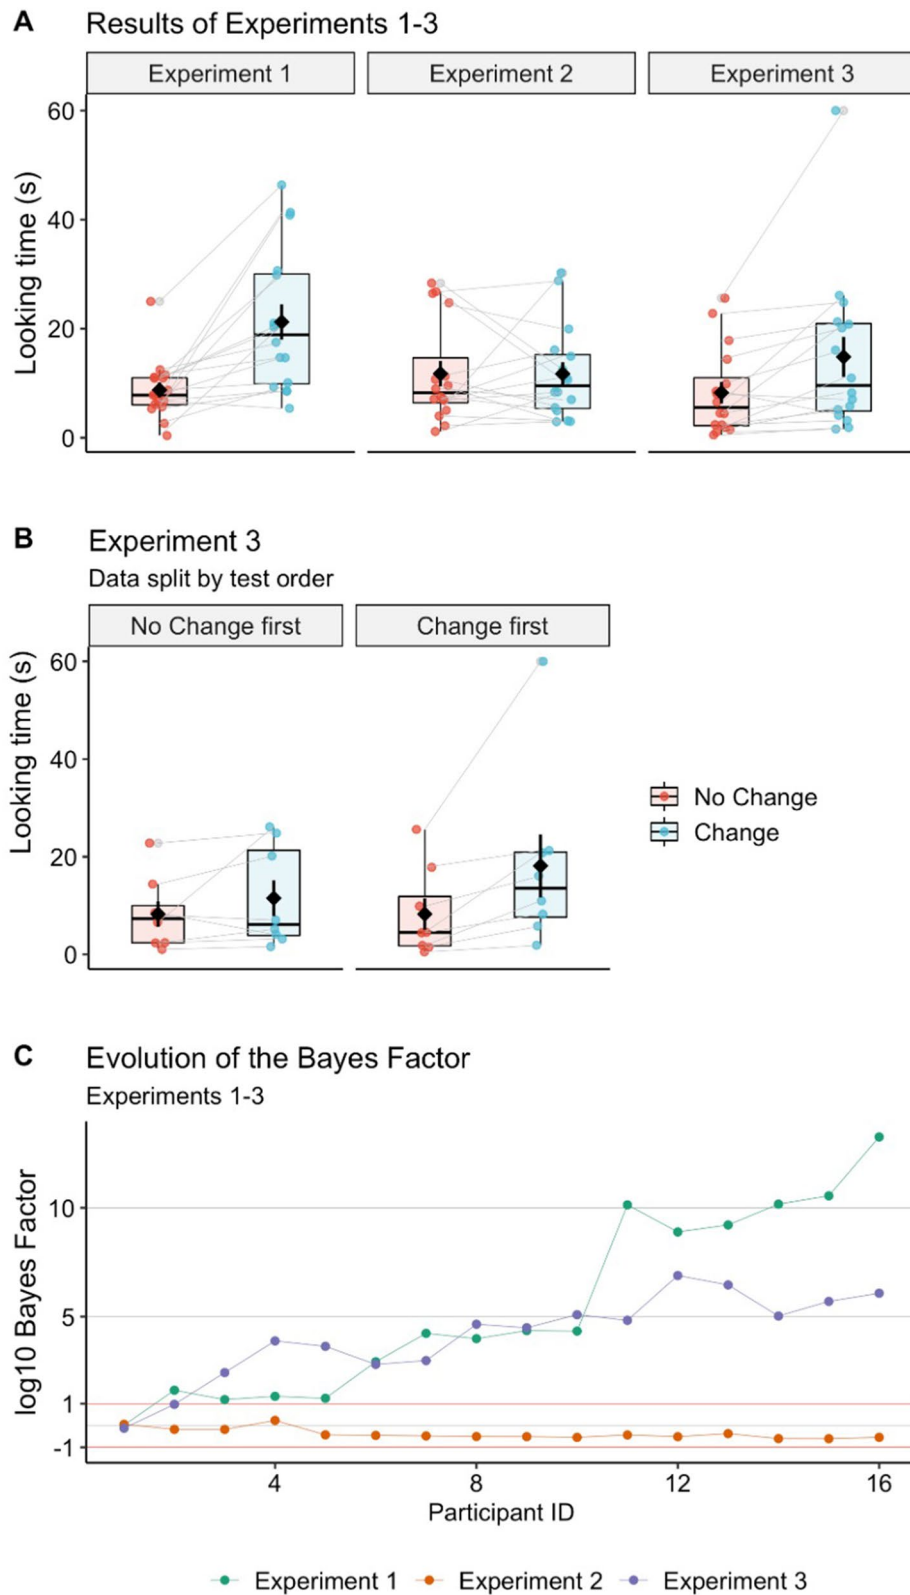 A Results of Experiments 1-3
Experiment 1 Experiment 2 Experiment 3
Looking time (s)
60
40
20
0
B Experiment 3
Data split by test order
No Change first Change first
Looking time (s)
60
40
20
0
No Change
Change
C Evolution of the Bayes Factor
Experiments 1-3
log10 Bayes Factor
10
5
1
-1
4 8 12 16
Participant ID
Experiment 1 Experiment 2 Experiment 3